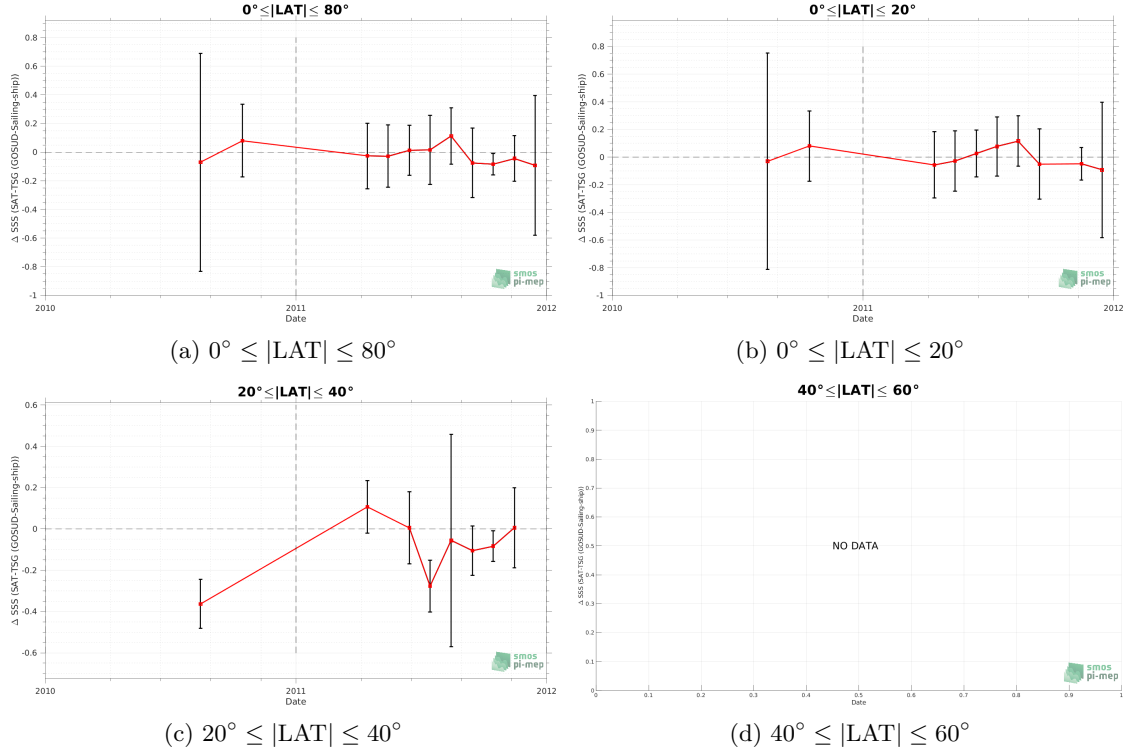 0°≤|LAT|≤ 80°
0.8
0.6
0.4
0.2
0
-0.2
-0.4
-0.6
-0.8
-1
Δ SSS (SAT-TSG (GOSUD-Sailing-ship))
2010
2011
2012
Date
smos
pi-mep
(a) 0° ≤ |LAT| ≤ 80°
0°≤|LAT|≤ 20°
0.8
0.6
0.4
0.2
0
-0.2
-0.4
-0.6
-0.8
-1
Δ SSS (SAT-TSG (GOSUD-Sailing-ship))
2010
2011
2012
Date
smos
pi-mep
(b) 0° ≤ |LAT| ≤ 20°
20°≤|LAT|≤ 40°
0.6
0.4
0.2
0
-0.2
-0.4
-0.6
Δ SSS (SAT-TSG (GOSUD-Sailing-ship))
2010
2011
2012
Date
smos
pi-mep
(c) 20° ≤ |LAT| ≤ 40°
40°≤|LAT|≤ 60°
1
0.9
0.8
0.7
0.6
0.5
0.4
0.3
0.2
0.1
0
Δ SSS (SAT-TSG (GOSUD-Sailing-ship))
NO DATA
0 0.1 0.2 0.3 0.4 0.5 0.6 0.7 0.8 0.9 1
Date
smos
pi-mep
(d) 40° ≤ |LAT| ≤ 60°